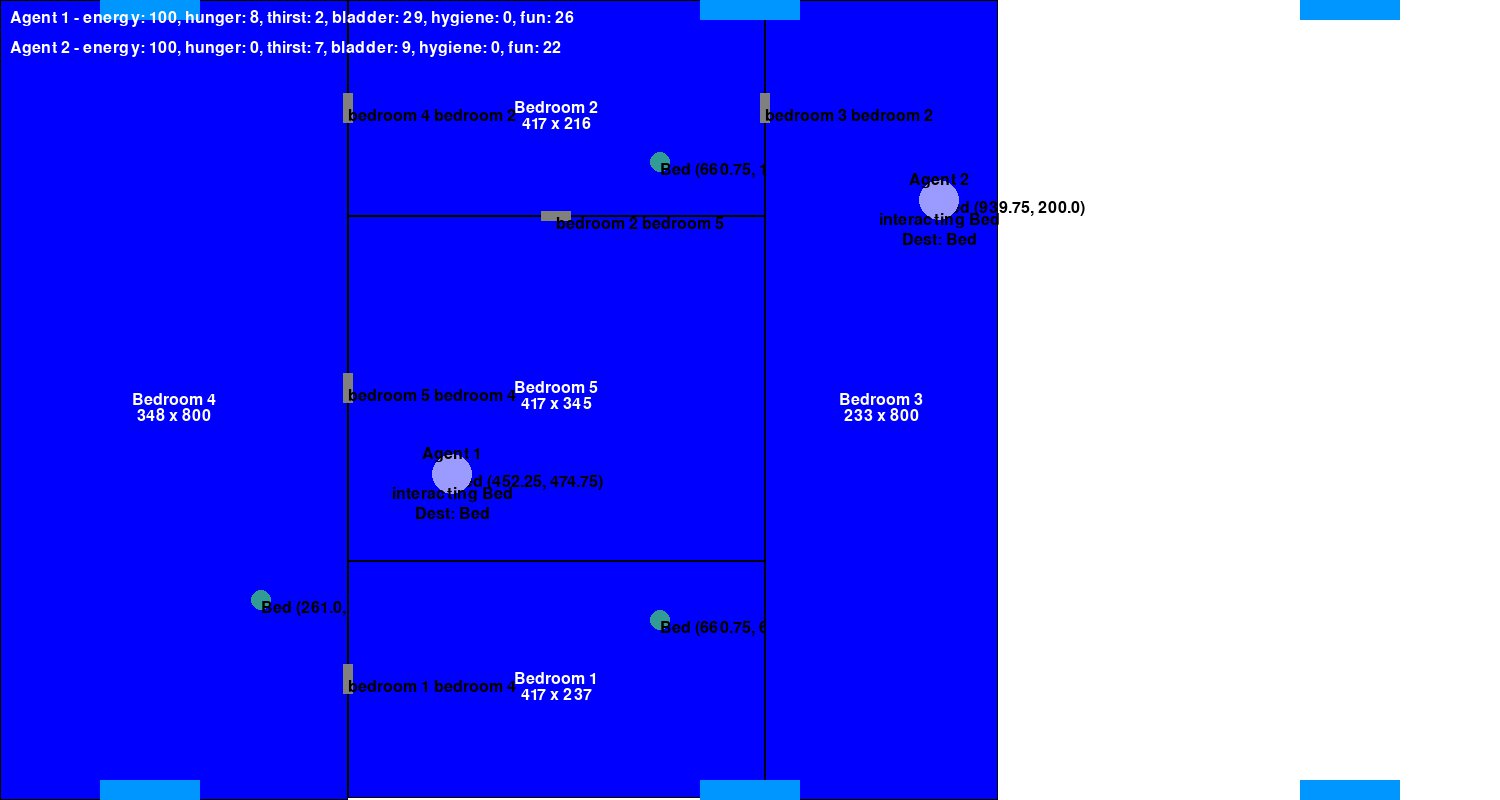 Agent 1 - energy: 100, hunger: 8, thirst: 2, bladder: 29, hygiene: 0, fun: 26
Agent 2 - energy: 100, hunger: 0, thirst: 7, bladder: 9, hygiene: 0, fun: 22
Bedroom 2
417 x 216
bedroom 4 bedroom 2
bedroom 3 bedroom 2
Bed (660.75, 1
Agent 2
d (939.75, 200.0)
interacting Bed
Dest: Bed
bedroom 2 bedroom 5
Bedroom 5
417 x 345
bedroom 5 bedroom 4
Bedroom 4
348 x 800
Bedroom 3
233 x 800
Agent 1
d (452.25, 474.75)
interacting Bed
Dest: Bed
Bed (261.0,
Bed (660.75, 6
Bedroom 1
417 x 237
bedroom 1 bedroom 4